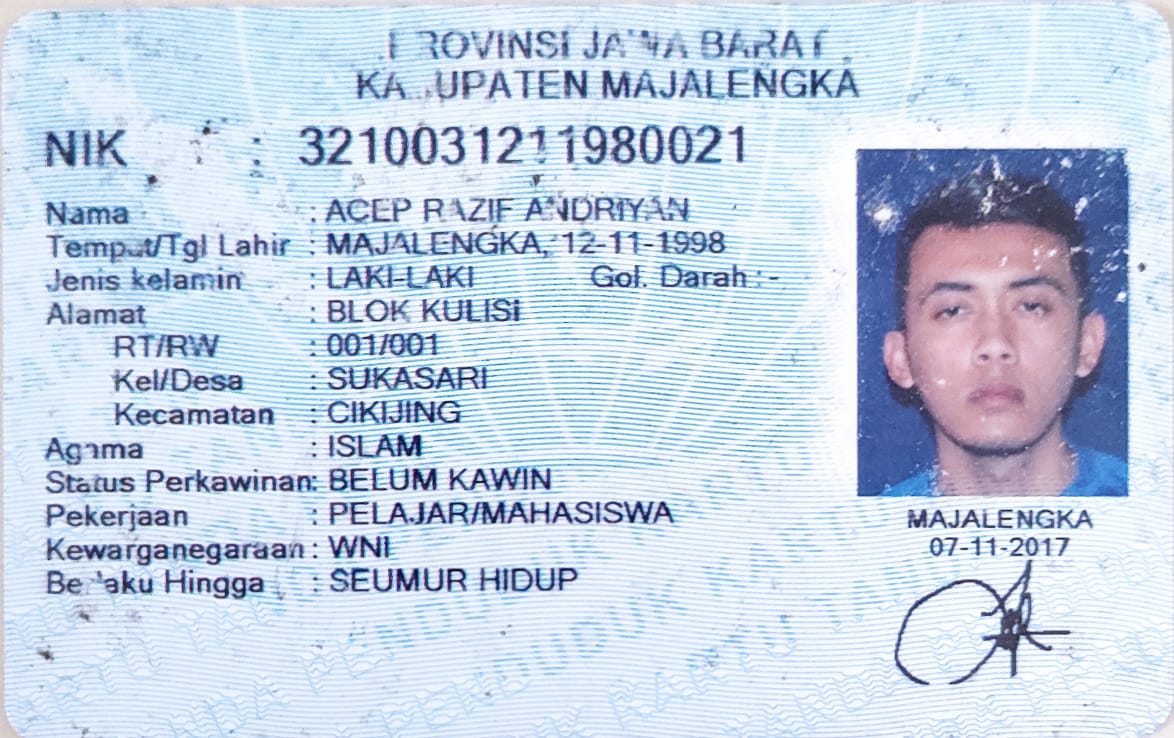 PROVINSI JAWA BARAT
KABUPATEN MAJALENGKA
NIK : 3210031211980021
Nama : ACEP RAZIF ANDRIYAN
Tempat/Tgl Lahir : MAJALENGKA, 12-11-1998
Jenis kelamin : LAKI-LAKI Gol. Darah : -
Alamat : BLOK KULISI
RT/RW : 001/001
Kel/Desa : SUKASARI
Kecamatan : CIKIJING
Agama : ISLAM
Status Perkawinan: BELUM KAWIN
Pekerjaan : PELAJAR/MAHASISWA
Kewarganegaraan : WNI
Berlaku Hingga : SEUMUR HIDUP
MAJALENGKA
07-11-2017